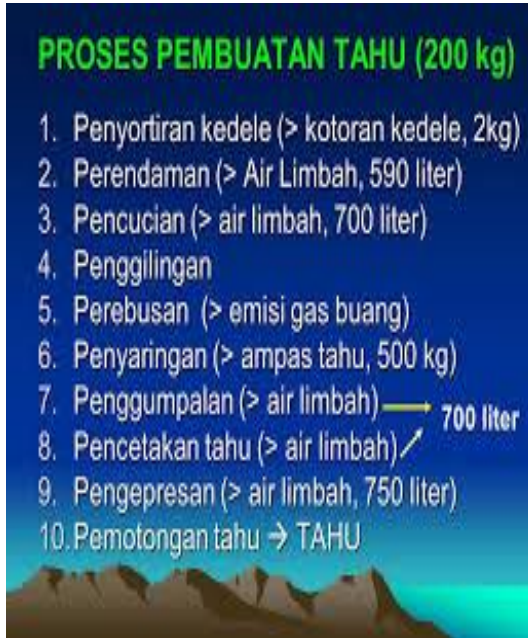 PROSES PEMBUATAN TAHU (200 kg)
1. Penyortiran kedele (> kotoran kedele, 2kg)
2. Perendaman (> Air Limbah, 590 liter)
3. Pencucian (> air limbah, 700 liter)
4. Penggilingan
5. Perebusan (> emisi gas buang)
6. Penyaringan (> ampas tahu, 500 kg)
7. Penggumpalan (> air limbah)
700 liter
8. Pencetakan tahu (> air limbah)
9. Pengepresan (> air limbah, 750 liter)
10. Pemotongan tahu → TAHU